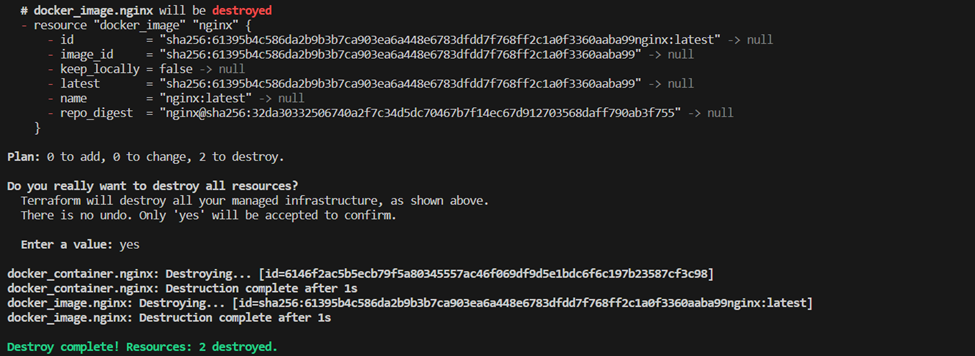 # docker_image.nginx will be destroyed
- resource "docker_image" "nginx" {
- id = "sha256:61395b4c586da2b9b3b7ca903ea6a448e6783dfdd7f768ff2c1a0f3360aaba99nginx:latest" -> null
- image_id = "sha256:61395b4c586da2b9b3b7ca903ea6a448e6783dfdd7f768ff2c1a0f3360aaba99" -> null
- keep_locally = false -> null
- latest = "sha256:61395b4c586da2b9b3b7ca903ea6a448e6783dfdd7f768ff2c1a0f3360aaba99" -> null
- name = "nginx:latest" -> null
- repo_digest = "nginx@sha256:32da30332506740a2f7c34d5dc70467b7f14ec67d912703568daff790ab3f755" -> null
}
Plan: 0 to add, 0 to change, 2 to destroy.
Do you really want to destroy all resources?
Terraform will destroy all your managed infrastructure, as shown above.
There is no undo. Only 'yes' will be accepted to confirm.
Enter a value: yes
docker_container.nginx: Destroying... [id=6146f2ac5b5ecb79f5a80345557ac46f069df9d5e1bdc6f6c197b23587cf3c98]
docker_container.nginx: Destruction complete after 1s
docker_image.nginx: Destroying... [id=sha256:61395b4c586da2b9b3b7ca903ea6a448e6783dfdd7f768ff2c1a0f3360aaba99nginx:latest]
docker_image.nginx: Destruction complete after 1s
Destroy complete! Resources: 2 destroyed.